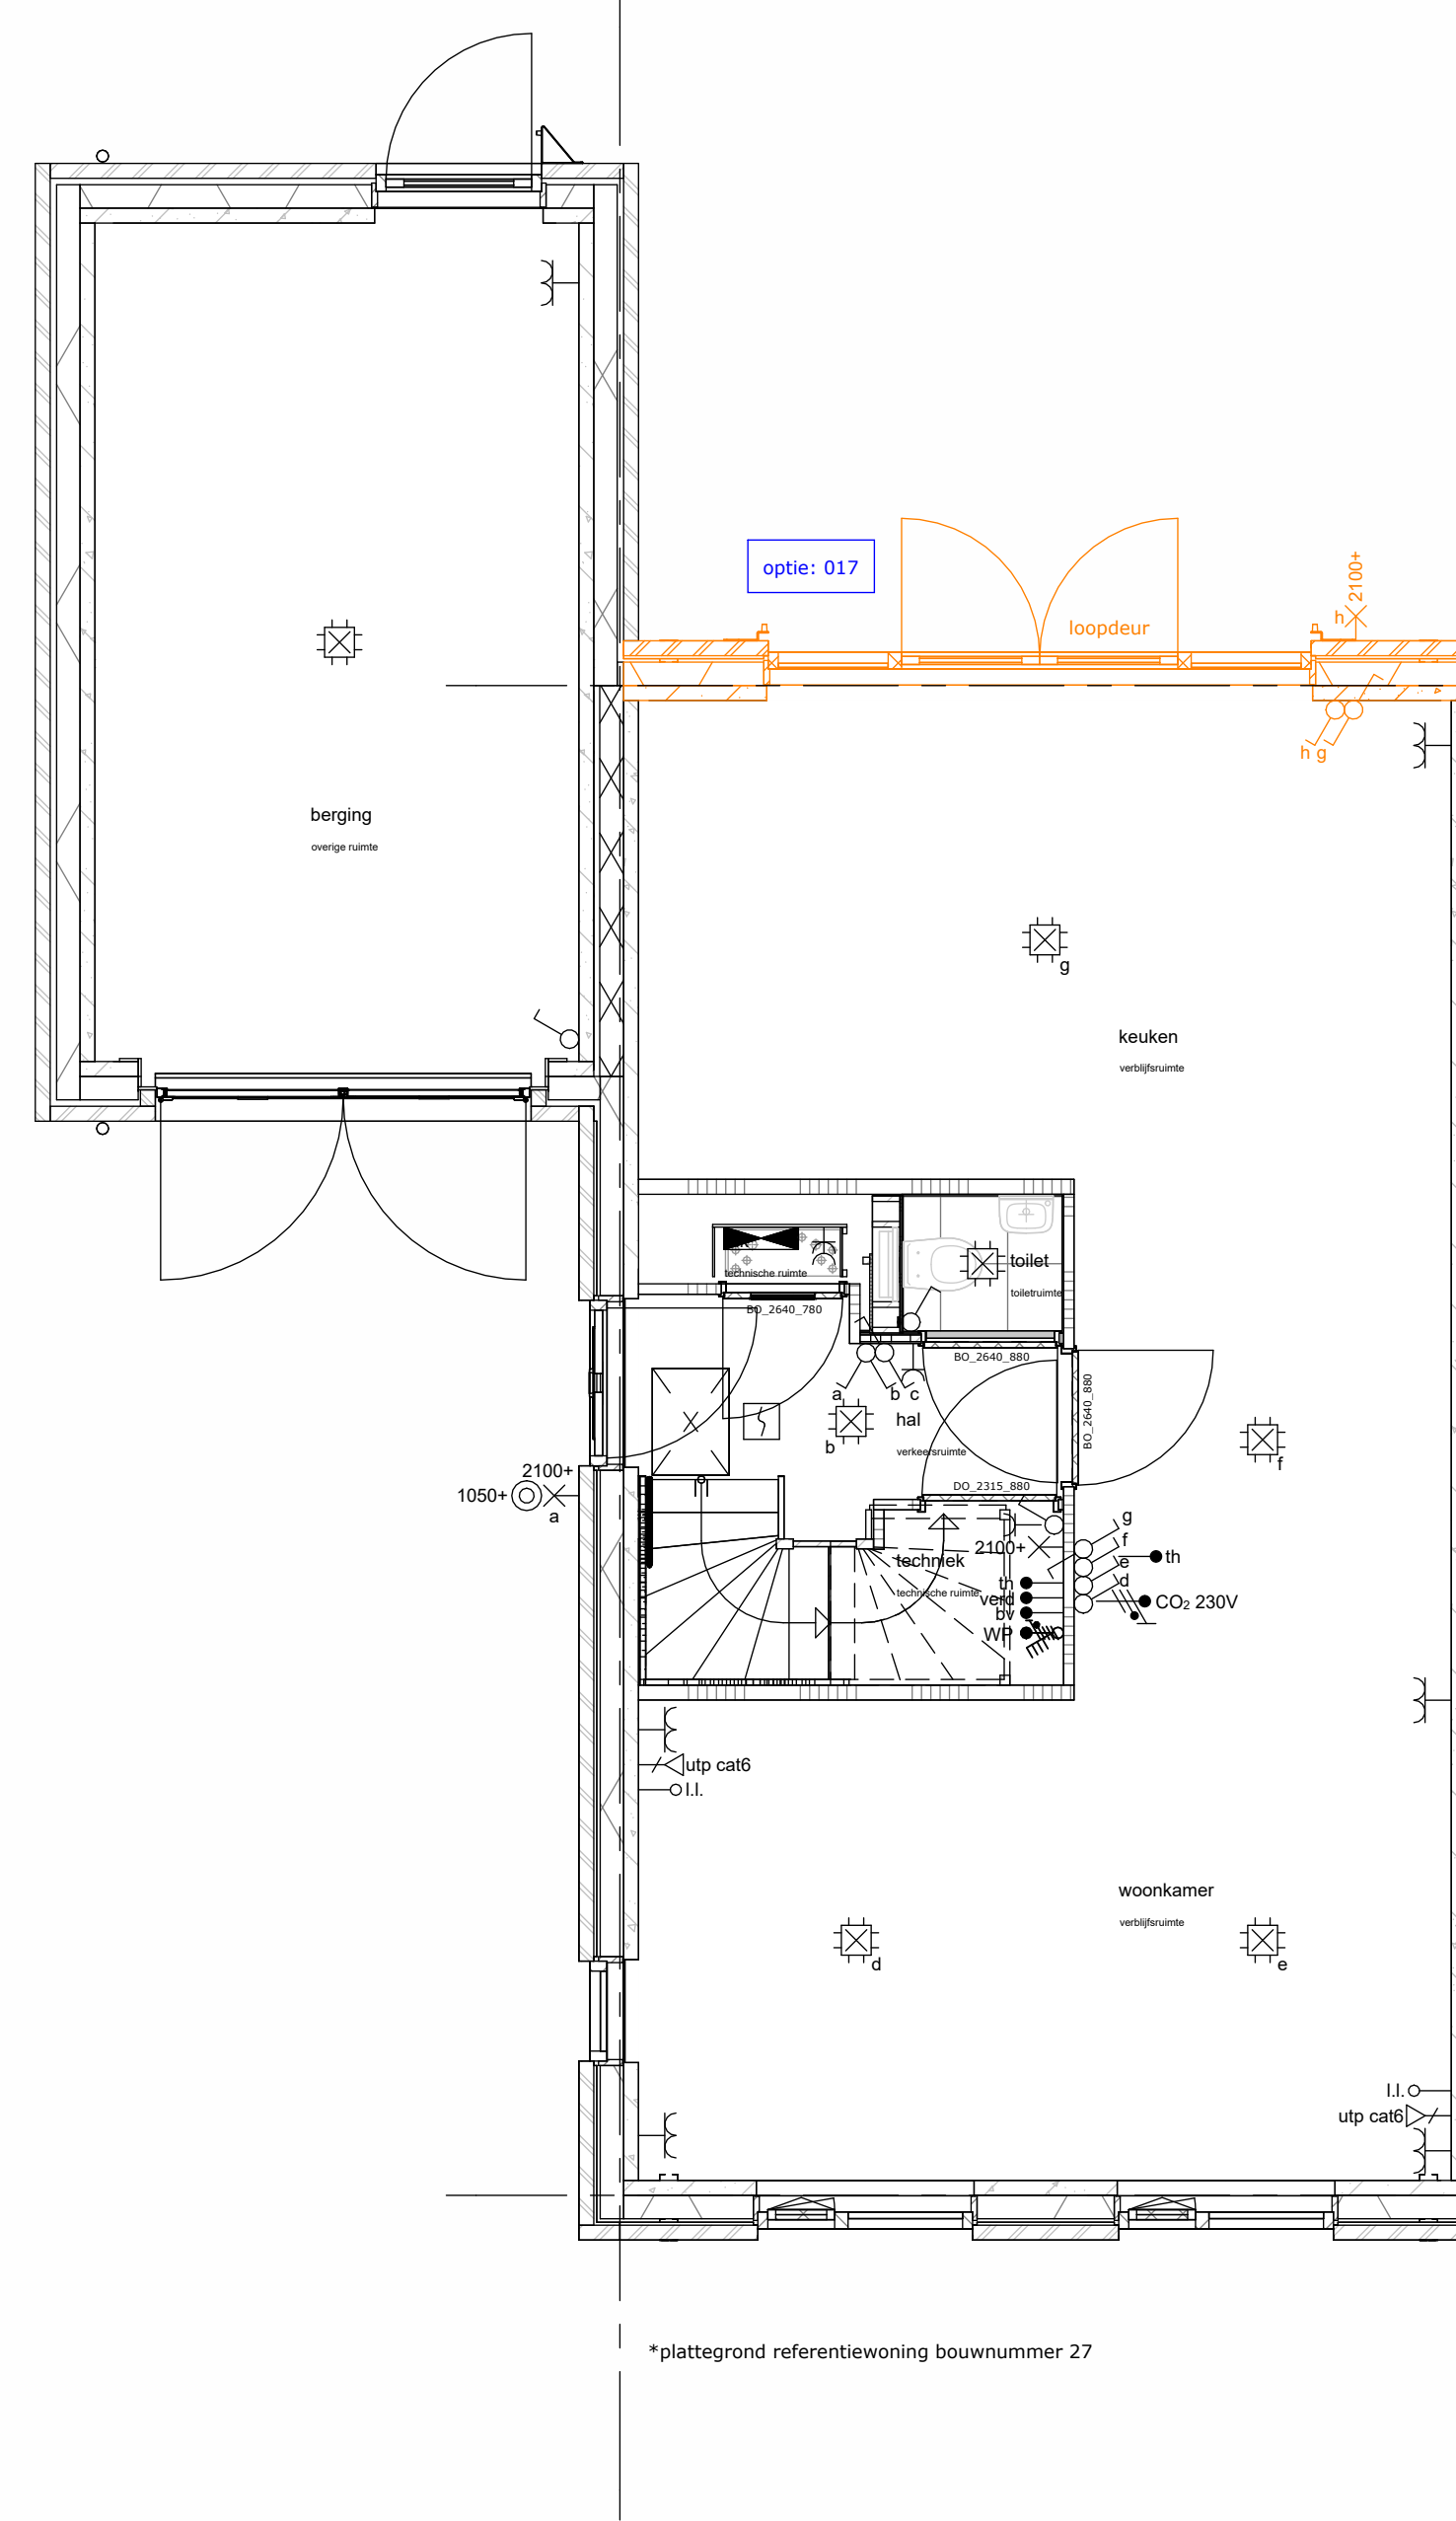 optie: 017
loopdeur
h
2100+
h g
berging
overige ruimte
g
keuken
verblijfsruimte
toilet
toiletruimte
technische ruimte
BO_2640_780
BO_2640_880
BO_2640_880
a
b
c
hal
b
verkeersruimte
f
DO_2315_880
2100+
1050+
a
g
f
e
d
th
CO₂ 230V
2100+
techniek
technische ruimte
th
verd
bv
WP
utp cat6
l.l.
woonkamer
verblijfsruimte
d
e
l.l.
utp cat6
*plattegrond referentiewoning bouwnummer 27